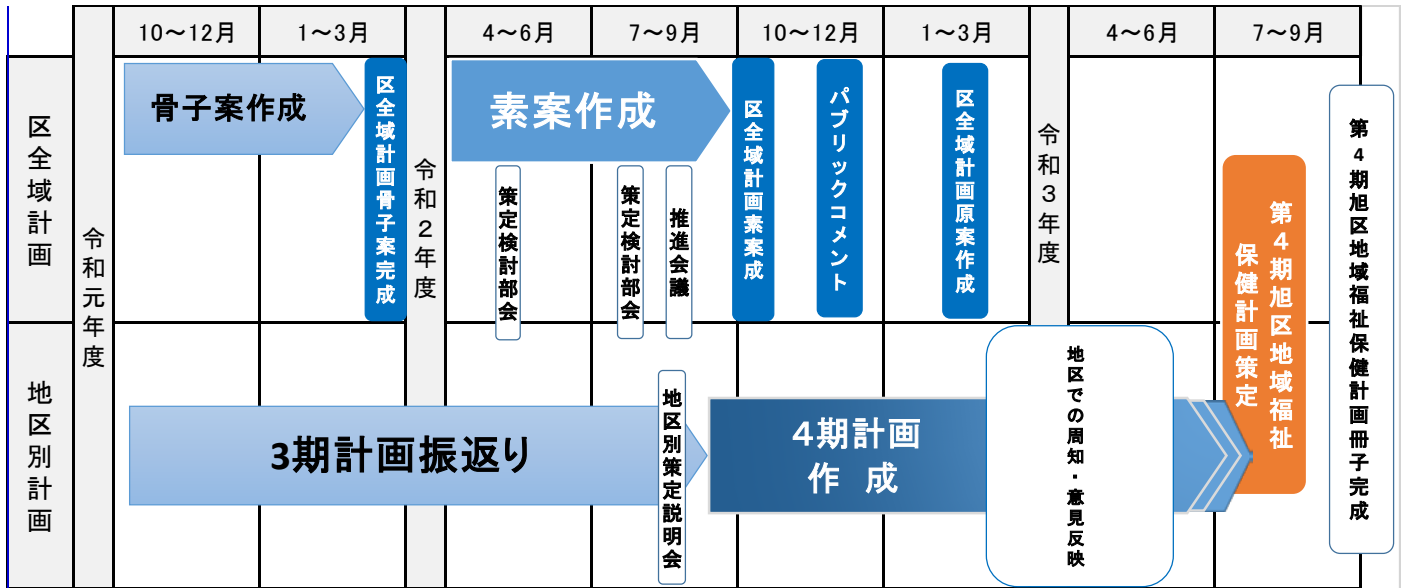 10～12月
1～3月
4～6月
7～9月
10～12月
1～3月
4～6月
7～9月
令和元年度
令和２年度
令和３年度
区全域計画
骨子案作成
区全域計画骨子案完成
素案作成
策定検討部会
策定検討部会
推進会議
区全域計画素案成
パブリックコメント
区全域計画原案作成
地区別計画
3期計画振返り
地区別策定説明会
４期計画
作 成
地区での周知・意見反映
第４期旭区地域福祉
保健計画策定
第４期旭区地域福祉保健計画冊子完成